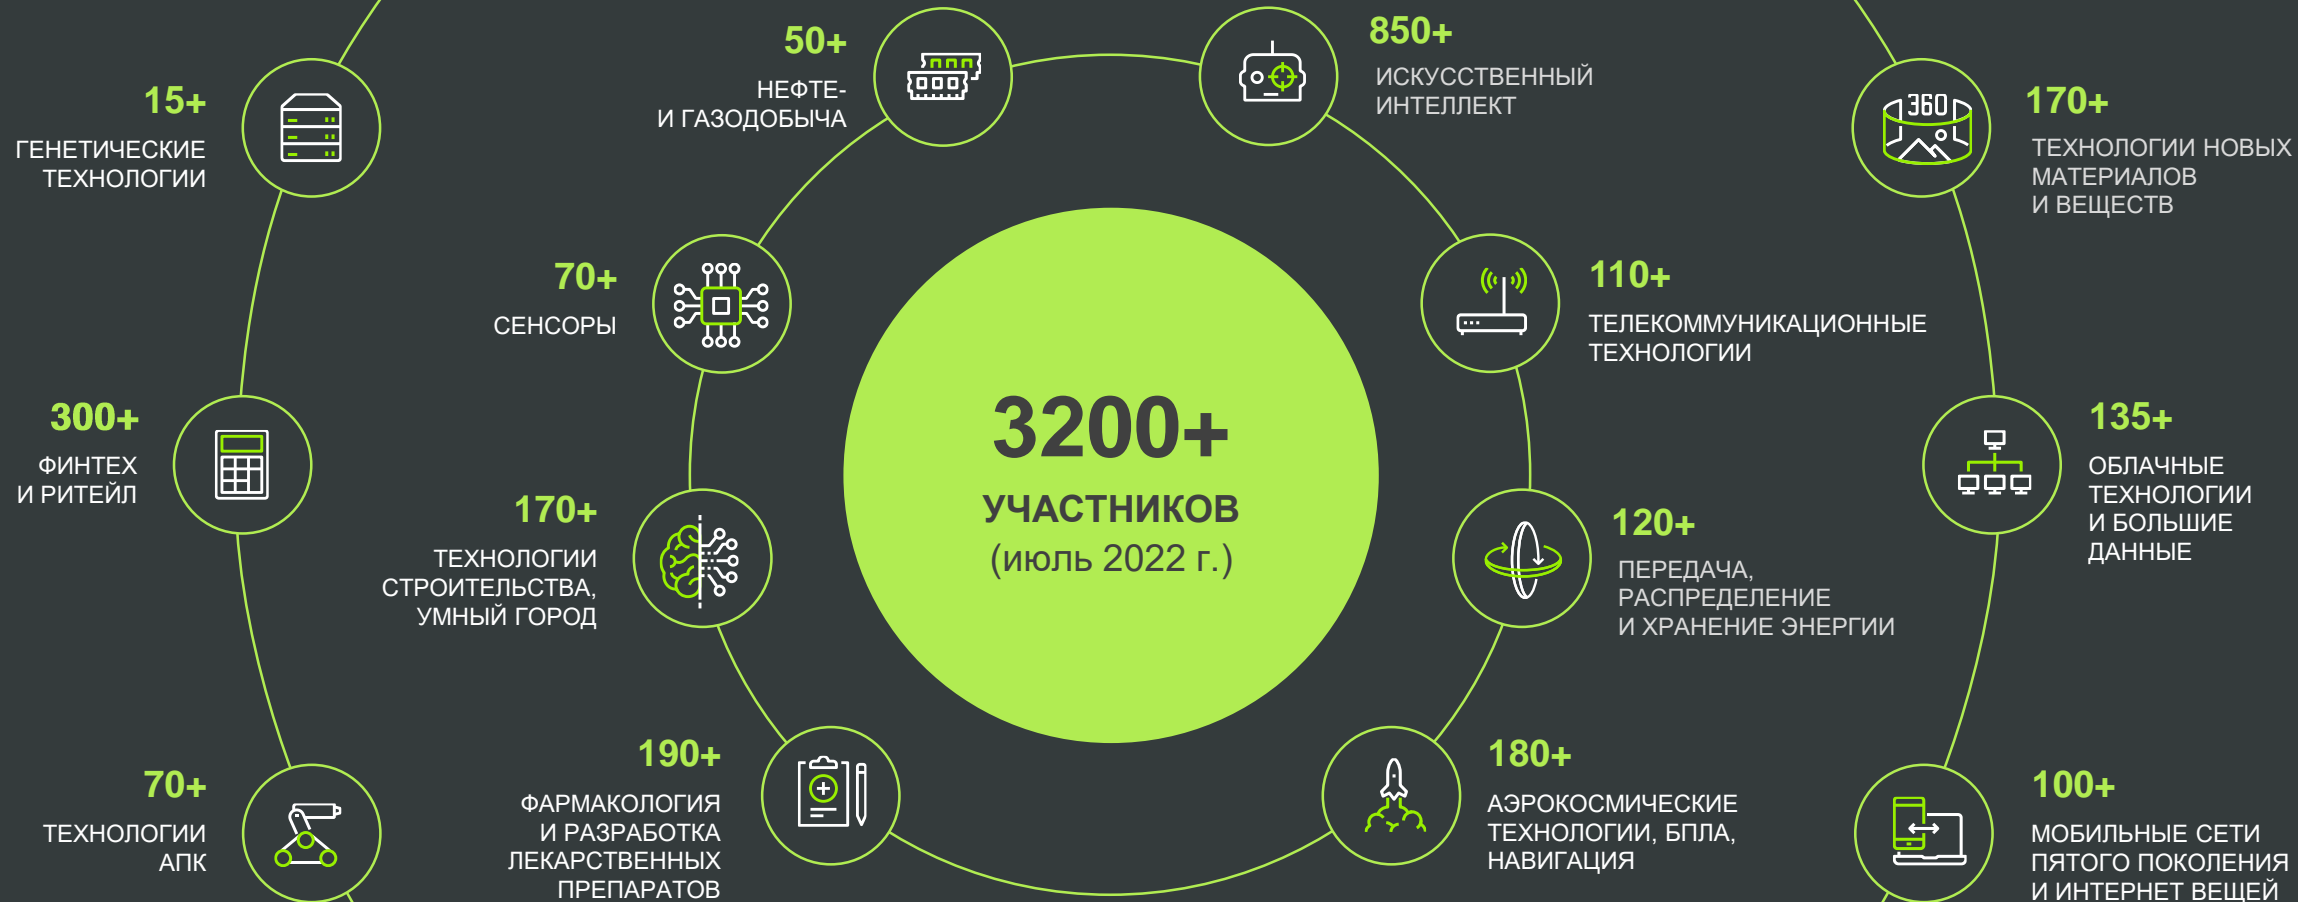 15+
ГЕНЕТИЧЕСКИЕ
ТЕХНОЛОГИИ
300+
ФИНТЕХ
И РИТЕЙЛ
70+
ТЕХНОЛОГИИ
АПК
50+
НЕФТЕ-
И ГАЗОДОБЫЧА
70+
СЕНСОРЫ
170+
ТЕХНОЛОГИИ
СТРОИТЕЛЬСТВА,
УМНЫЙ ГОРОД
190+
ФАРМАКОЛОГИЯ
И РАЗРАБОТКА
ЛЕКАРСТВЕННЫХ
ПРЕПАРАТОВ
3200+
УЧАСТНИКОВ
(июль 2022 г.)
850+
ИСКУССТВЕННЫЙ
ИНТЕЛЛЕКТ
110+
ТЕЛЕКОММУНИКАЦИОННЫЕ
ТЕХНОЛОГИИ
120+
ПЕРЕДАЧА,
РАСПРЕДЕЛЕНИЕ
И ХРАНЕНИЕ ЭНЕРГИИ
180+
АЭРОКОСМИЧЕСКИЕ
ТЕХНОЛОГИИ, БПЛА,
НАВИГАЦИЯ
360
170+
ТЕХНОЛОГИИ НОВЫХ
МАТЕРИАЛОВ
И ВЕЩЕСТВ
135+
ОБЛАЧНЫЕ
ТЕХНОЛОГИИ
И БОЛЬШИЕ
ДАННЫЕ
100+
МОБИЛЬНЫЕ СЕТИ
ПЯТОГО ПОКОЛЕНИЯ
И ИНТЕРНЕТ ВЕЩЕЙ